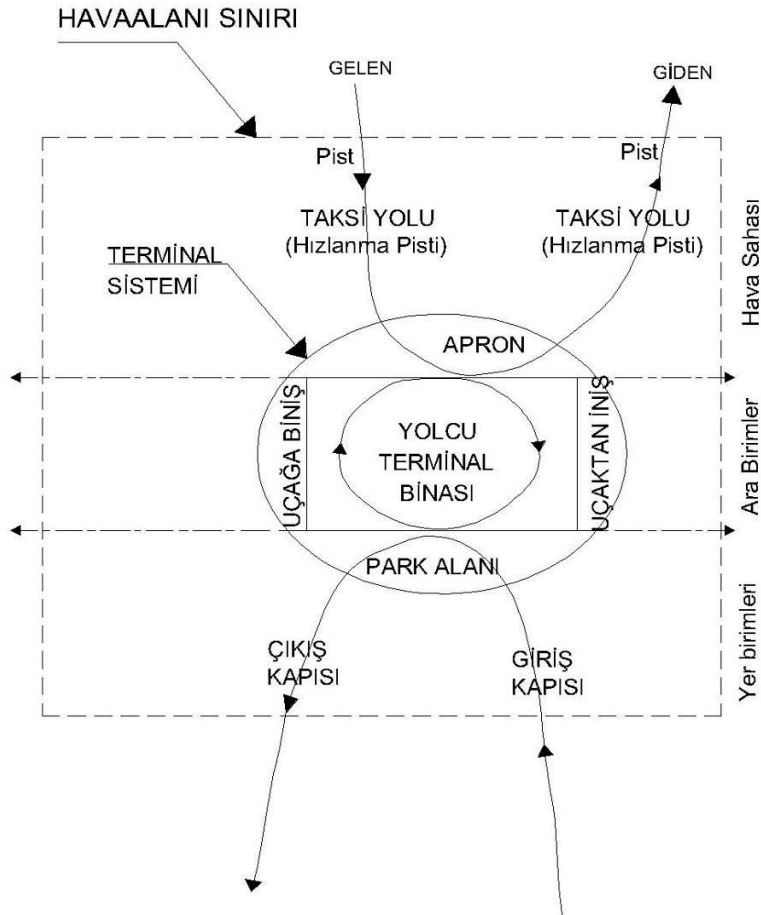 HAVAALANI SINIRI
GELEN
GİDEN
Pist
Pist
TAKSİ YOLU
(Hızlanma Pisti)
TAKSİ YOLU
(Hızlanma Pisti)
Hava Sahası
TERMİNAL
SİSTEMİ
APRON
UÇAĞA BİNİŞ
YOLCU
TERMİNAL
BİNASI
UÇAKTAN İNİŞ
Ara Birimler
PARK ALANI
ÇIKIŞ
KAPISI
GİRİŞ
KAPISI
Yer birimleri